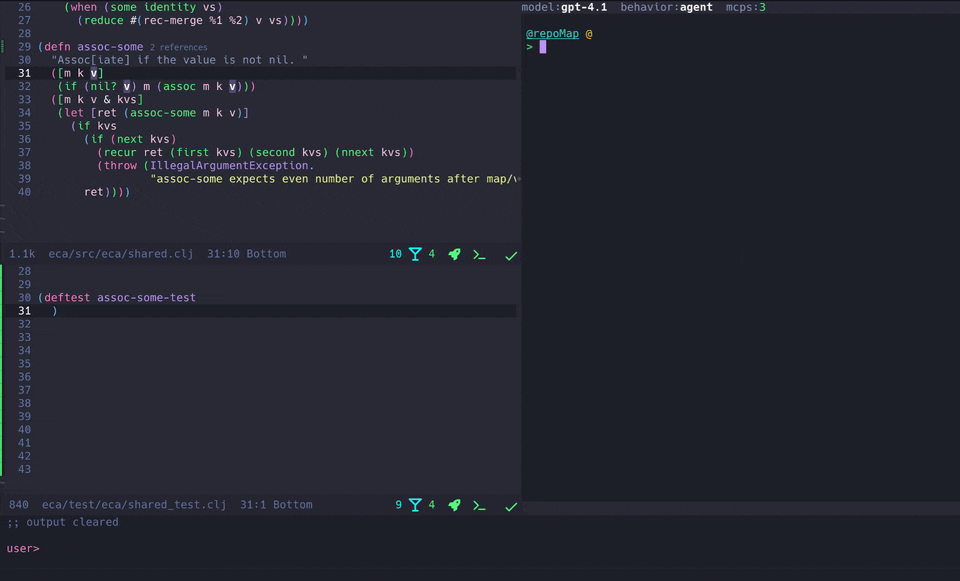 26 (when (some identity vs)
27 (reduce #(rec-merge %1 %2) v vs))))
28
29 (defn assoc-some 2 references
30 "Assoc[iate] if the value is not nil. "
31 ([m k v]
32 (if (nil? v) m (assoc m k v)))
33 ([m k v & kvs]
34 (let [ret (assoc-some m k v)]
35 (if kvs
36 (if (next kvs)
37 (recur ret (first kvs) (second kvs) (nnext kvs))
38 (throw (IllegalArgumentException.
39 "assoc-some expects even number of arguments after map/v
40 ret))))
1.1k eca/src/eca/shared.clj 31:10 Bottom 10 4
28
29
30 (deftest assoc-some-test
31 )
32
33
34
35
36
37
38
39
40
41
42
43
840 eca/test/eca/shared_test.clj 31:1 Bottom 9 4
;; output cleared
user>
model:gpt-4.1 behavior:agent mcps:3
@repoMap @
>